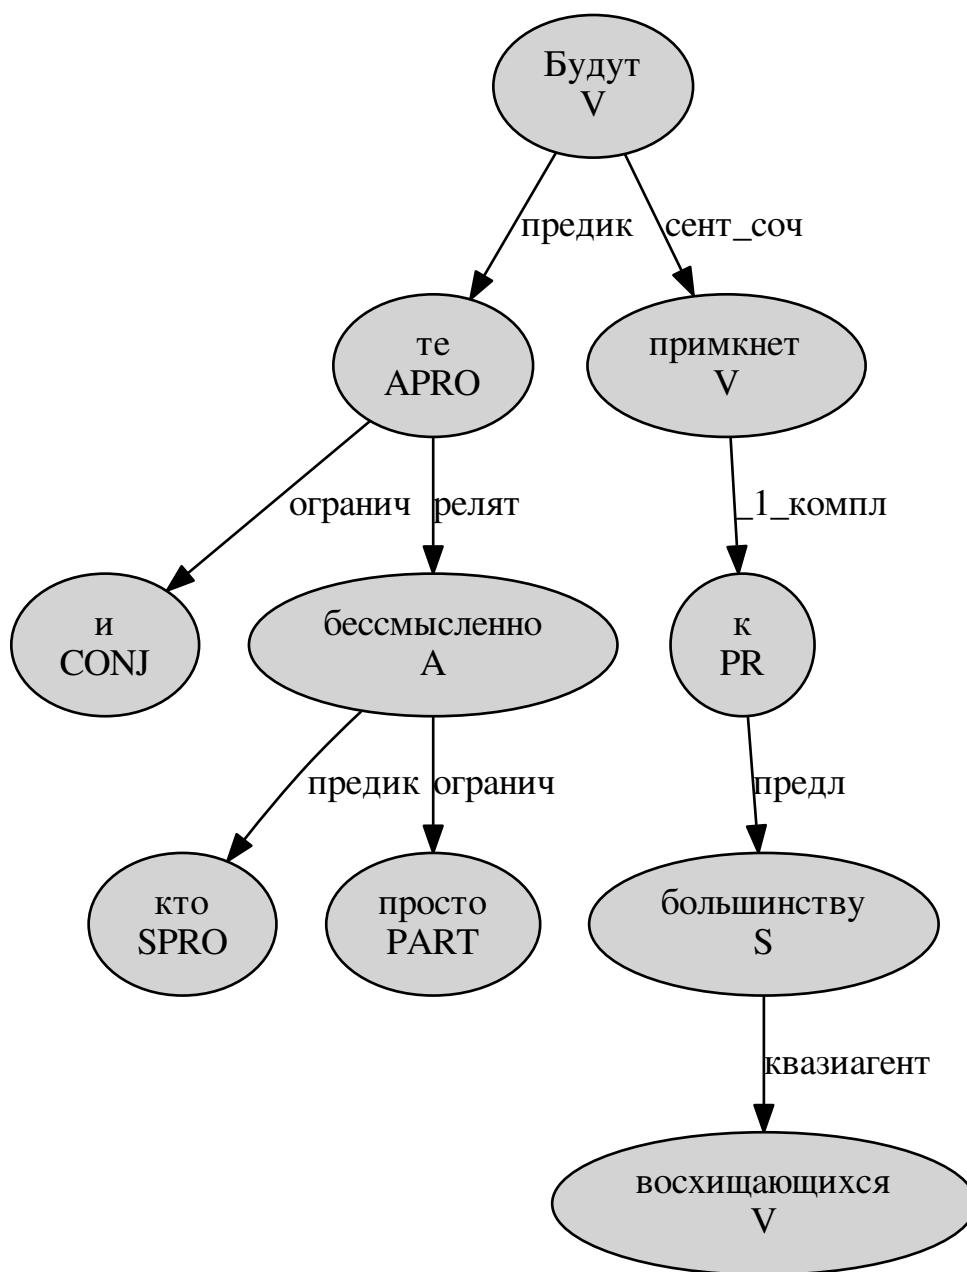 Будут
V
предик сент_соч
те
APRO
примкнет
V
огранич релят _1_компл
и
CONJ
бессмысленно
A
к
PR
предик огранич предл
кто
SPRO
просто
PART
большинству
S
квазиагент
восхищающихся
V